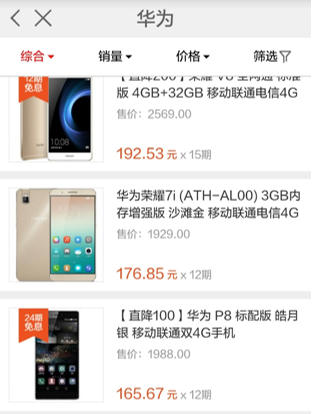 华为
综合
销量
价格
筛选
12期
免息
【直降200】荣耀 V8 全网通 标准
版 4GB+32GB 移动联通电信4G
售价：2569.00
192.53 元 x 15期
华为荣耀7i (ATH-AL00) 3GB内
存增强版 沙滩金 移动联通电信4G
售价：1929.00
176.85 元 x 12期
24期
免息
【直降100】华为 P8 标配版 皓月
银 移动联通双4G手机
售价：1988.00
165.67 元 x 12期